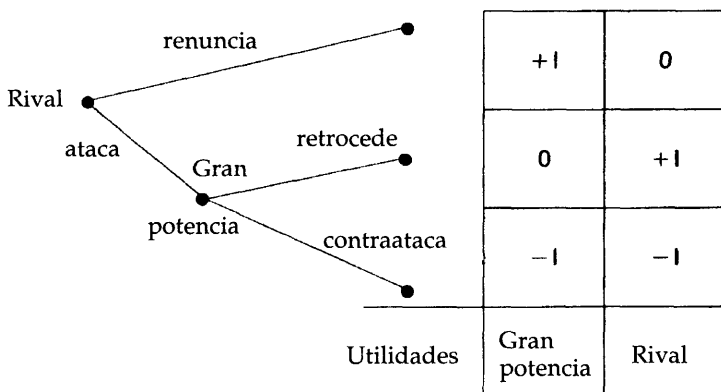 renuncia
+1 0
Rival
ataca
Gran
retrocede
0 +1
potencia
contraataca
-1 -1
Utilidades
Gran
potencia
Rival